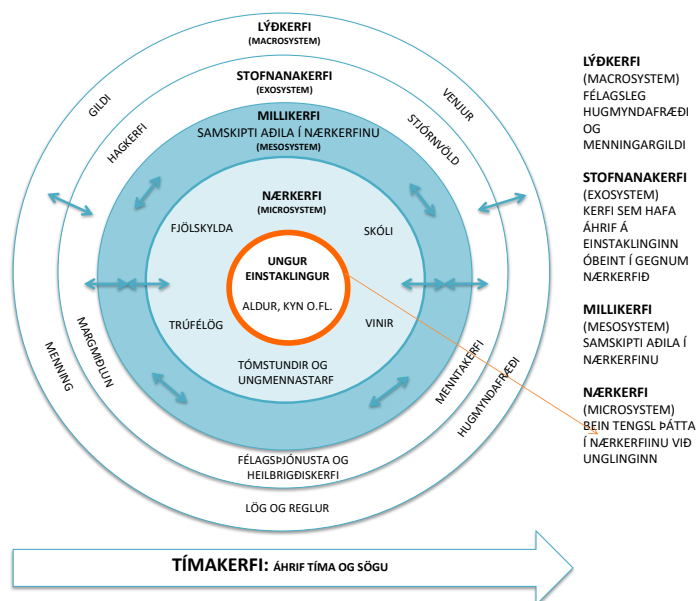 LÝÐKERFI
(MACROSYSTEM)
GILDI
VENJUR
STOFNANAKERFI
(EXOSYSTEM)
HAGKERFI
STJÓRNVÖLD
MILLIKERFI
SAMSKIPTI AÐILA Í NÆRKERFINU
(MESOSYSTEM)
NÆRKERFI
(MICROSYSTEM)
FJÖLSKYLDA
SKÓLI
UNGUR
EINSTAKLINGUR
ALDUR, KYN O.FL.
TRÚFÉLÖG
VINIR
TÓMSTUNDIR OG
UNGMENNASTARF
MARGMIÐLUN
MENNTAKERFI
MENNING
HUGMYNDAFRÆÐI
FÉLAGSÞJÓNUSTA OG
HEILBRIGÐISKERFI
LÖG OG REGLUR
TÍMAKERFI: ÁHRIF TÍMA OG SÖGU
LÝÐKERFI
(MACROSYSTEM)
FÉLAGSLEG
HUGMYNDAFRÆÐI
OG
MENNINGARGILDI
STOFNANAKERFI
(EXOSYSTEM)
KERFI SEM HAFA
ÁHRIF Á
EINSTAKLINGINN
ÓBEINT Í GEGNUM
NÆRKERFIÐ
MILLIKERFI
(MESOSYSTEM)
SAMSKIPTI AÐILA Í
NÆRKERFINU
NÆRKERFI
(MICROSYSTEM)
BEIN TENGSL ÞÁTTA
Í NÆRKERFIINU VIÐ
UNGLINGINN